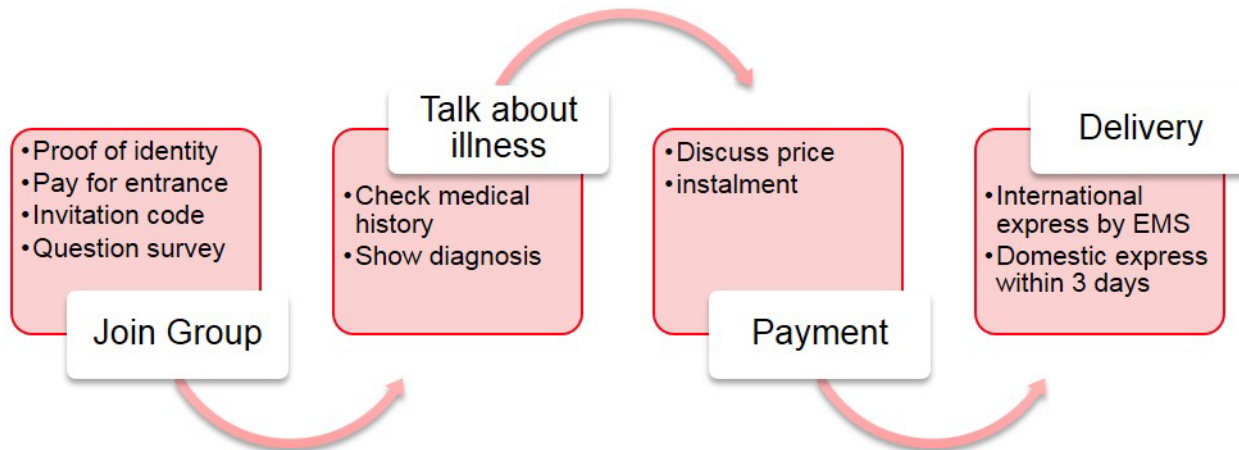 •Proof of identity
•Pay for entrance
•Invitation code
•Question survey
Join Group
Talk about
illness
•Check medical
history
•Show diagnosis
•Discuss price
•instalment
Payment
Delivery
•International
express by EMS
•Domestic express
within 3 days